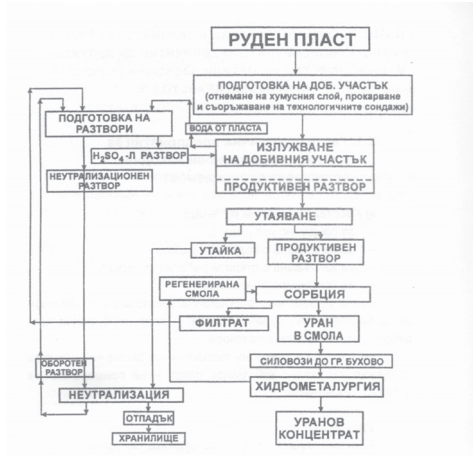 РУДЕН ПЛАСТ
ПОДГОТОВКА НА ДОБ. УЧАСТЪК
(отнемане на хумусния слой, прокарване
и съоръжаване на технологичните сондажи)
ПОДГОТОВКА НА
РАЗТВОРИ
ВОДА ОТ ПЛАСТА
H₂SO₄-Л РАЗТВОР
ИЗЛУЖВАНЕ
НА ДОБИВНИЯ УЧАСТЪК
ПРОДУКТИВЕН РАЗТВОР
НЕУТРАЛИЗАЦИОНЕН
РАЗТВОР
УТАЯВАНЕ
УТАЙКА
ПРОДУКТИВЕН
РАЗТВОР
РЕГЕНЕРИРАНА
СМОЛА
СОРБЦИЯ
ФИЛТРАТ
УРАН
В СМОЛА
ОБОРОТЕН
РАЗТВОР
СИЛОВОЗИ ДО ГР. БУХОВО
НЕУТРАЛИЗАЦИЯ
ХИДРОМЕТАЛУРГИЯ
ОТПАДЪК
ХРАНИЛИЩЕ
УРАНОВ
КОНЦЕНТРАТ